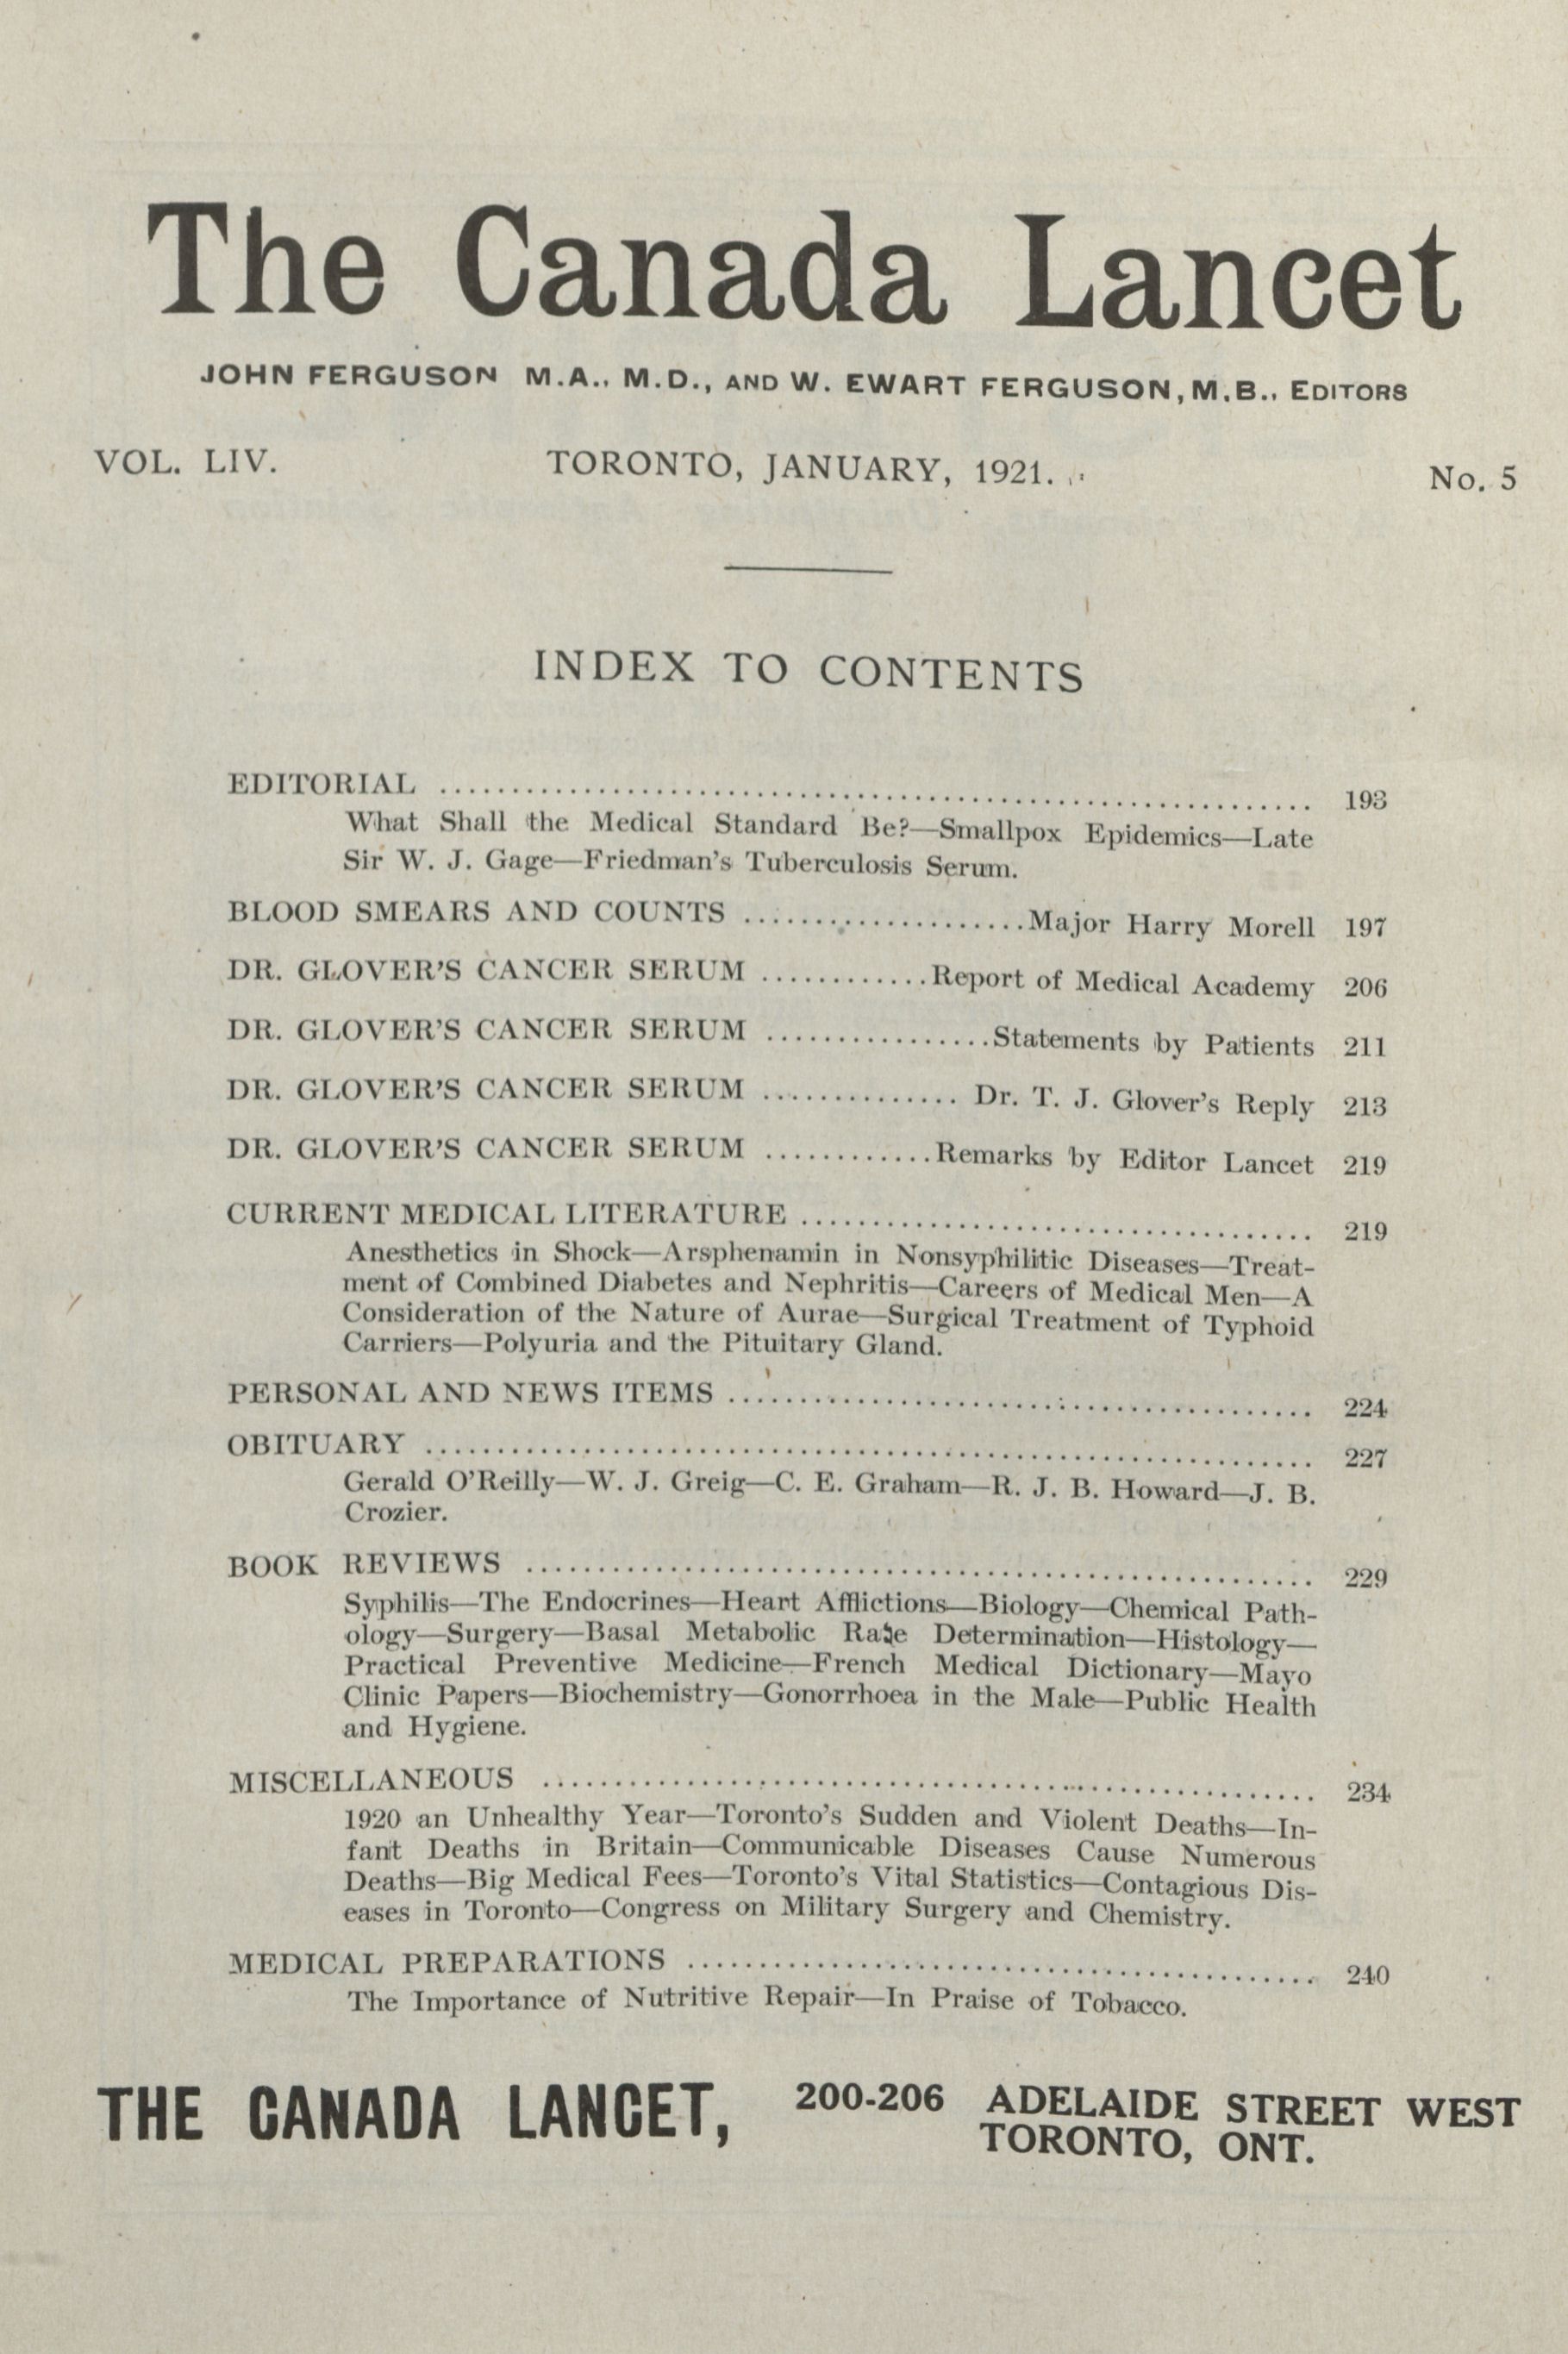 The Canada Lancet
JOHN FERGUSON M.A., M.D., AND W. EWART FERGUSON, M.B., EDITORS
VOL. LIV. TORONTO, JANUARY, 1921. No. 5
INDEX TO CONTENTS
EDITORIAL ............................................................. 193
What Shall the Medical Standard Be?—Smallpox Epidemics—Late
Sir W. J. Gage—Friedman's Tuberculosis Serum.
BLOOD SMEARS AND COUNTS ....................Major Harry Morell 197
DR. GLOVER'S CANCER SERUM ............Report of Medical Academy 206
DR. GLOVER'S CANCER SERUM ................Statements by Patients 211
DR. GLOVER'S CANCER SERUM .............. Dr. T. J. Glover's Reply 213
DR. GLOVER'S CANCER SERUM ............Remarks by Editor Lancet 219
CURRENT MEDICAL LITERATURE .................................... 219
Anesthetics in Shock—Arsphenamin in Nonsyphilitic Diseases—Treat-
ment of Combined Diabetes and Nephritis—Careers of Medical Men—A
Consideration of the Nature of Aurae—Surgical Treatment of Typhoid
Carriers—Polyuria and the Pituitary Gland.
PERSONAL AND NEWS ITEMS ......................................... 224
OBITUARY .............................................................. 227
Gerald O'Reilly—W. J. Greig—C. E. Graham—R. J. B. Howard—J. B.
Crozier.
BOOK REVIEWS ....................................................... 229
Syphilis—The Endocrines—Heart Afflictions—Biology—Chemical Path-
ology—Surgery—Basal Metabolic Rate Determination—Histology—
Practical Preventive Medicine—French Medical Dictionary—Mayo
Clinic Papers—Biochemistry—Gonorrhoea in the Male—Public Health
and Hygiene.
MISCELLANEOUS ...................................................... 234
1920 an Unhealthy Year—Toronto's Sudden and Violent Deaths—In-
fant Deaths in Britain—Communicable Diseases Cause Numerous
Deaths—Big Medical Fees—Toronto's Vital Statistics—Contagious Dis-
eases in Toronto—Congress on Military Surgery and Chemistry.
MEDICAL PREPARATIONS ............................................ 240
The Importance of Nutritive Repair—In Praise of Tobacco.
THE CANADA LANCET, 200-206 ADELAIDE STREET WEST
TORONTO, ONT.